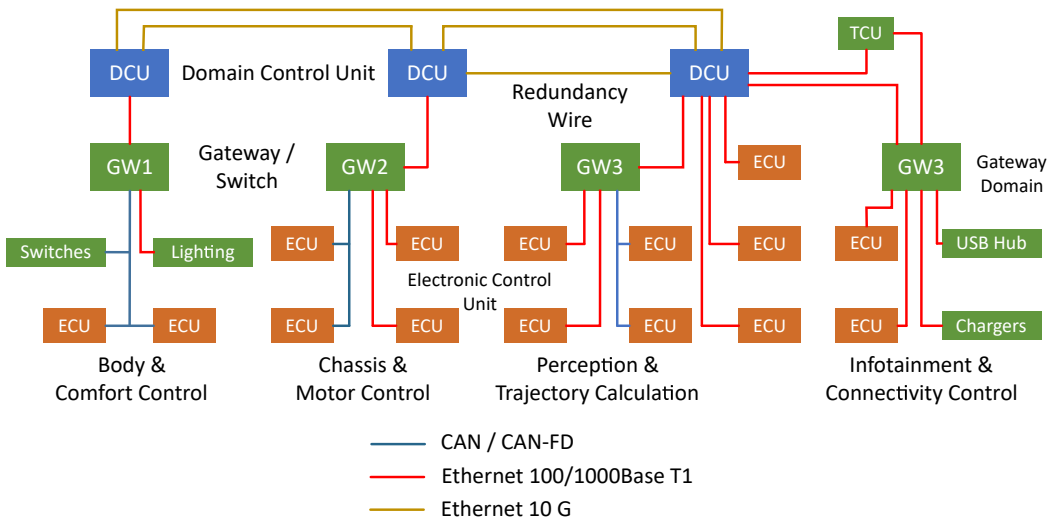 TCU
DCU
Domain Control Unit
DCU
DCU
Redundancy
Wire
GW1
Gateway /
Switch
GW2
GW3
ECU
GW3
Gateway
Domain
Switches
Lighting
ECU
ECU
ECU
ECU
ECU
ECU
USB Hub
Electronic Control
Unit
ECU
ECU
ECU
ECU
ECU
ECU
ECU
ECU
Chargers
Body &
Comfort Control
Chassis &
Motor Control
Perception &
Trajectory Calculation
Infotainment &
Connectivity Control
CAN / CAN-FD
Ethernet 100/1000Base T1
Ethernet 10 G